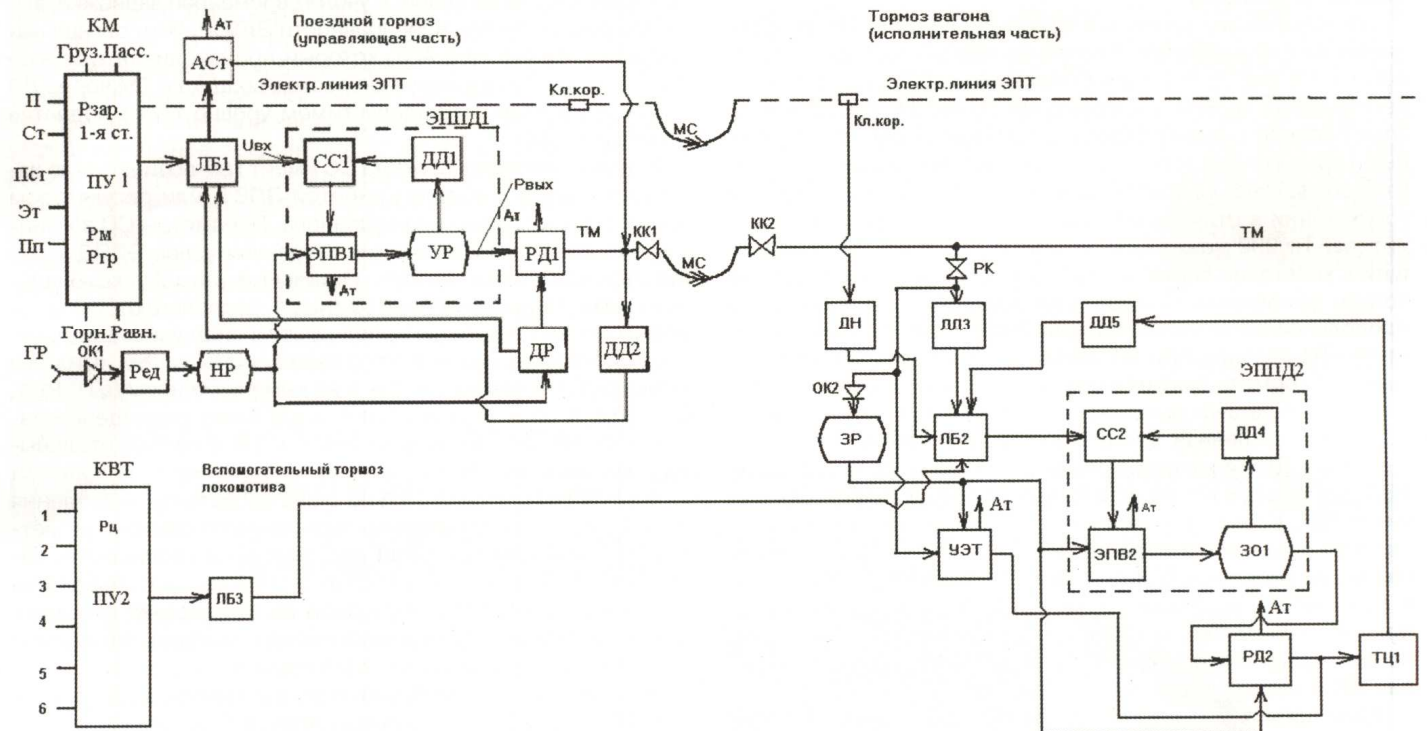 КМ
Груз.Пасс.
П
Ст
Пст
Эт
Пп
Рзар.
1-я ст.
ПУ 1
Рм
Ргр
Горн.Равн.
Ат
АСт
Поездной тормоз
(управляющая часть)
Электр.линия ЭПТ
Кл.кор.
ЛБ1
Uвх
ЭППД1
СС1
ДД1
ЭПВ1
Ат
УР
Рвых
Ат
РД1
ТМ
КК1
МС
МС
КК2
ГР
ОК1
Ред
НР
ДР
ДД2
Тормоз вагона
(исполнительная часть)
Электр.линия ЭПТ
Кл.кор.
ТМ
РК
ДН
ДД5
ОК2
ЗР
ЛБ2
ЭППД2
СС2
ДД4
УЭТ
Ат
ЭПВ2
Ат
ЗО1
Ат
РД2
ТЦ1
КВТ
Вспомогательный тормоз
локомотива
1
2
3
4
5
6
Рц
ПУ2
ЛБ3